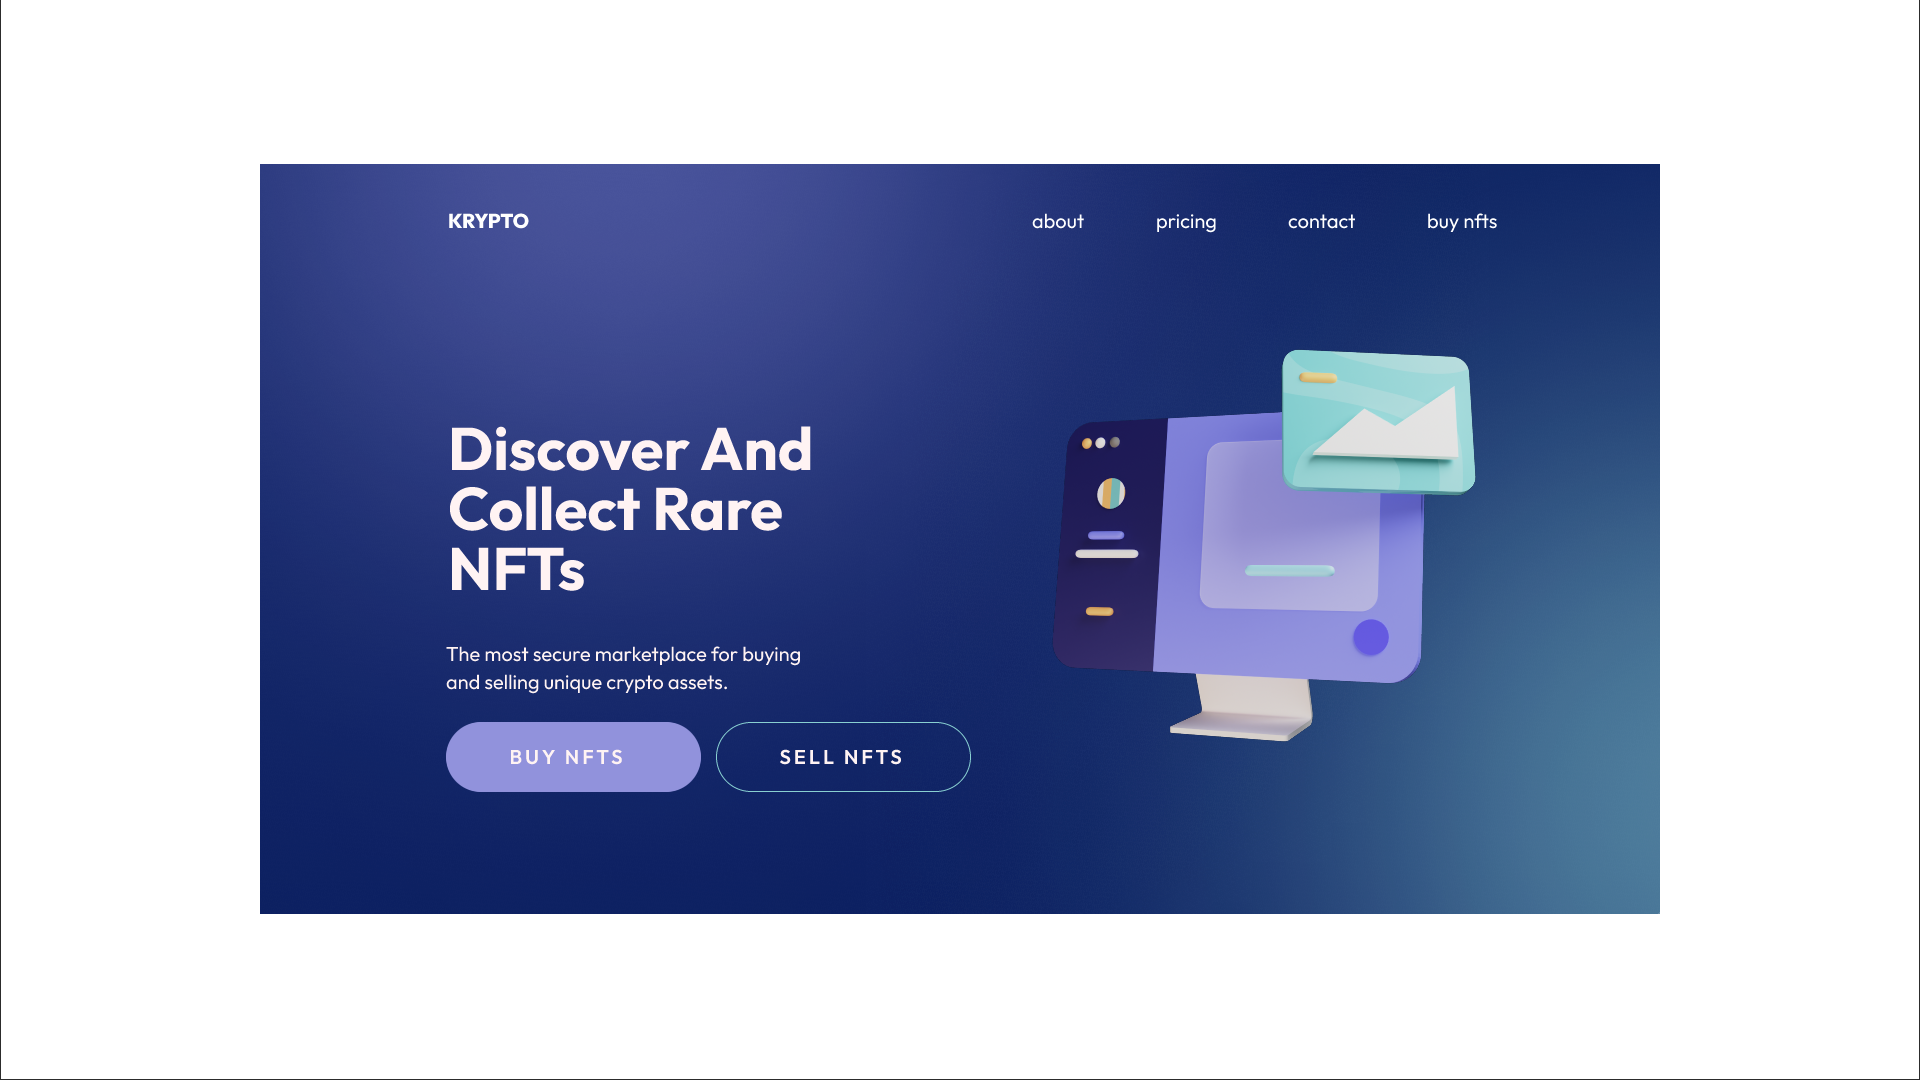 KRYPTO
about pricing contact buy nfts
Discover And
Collect Rare
NFTs
The most secure marketplace for buying
and selling unique crypto assets.
BUY NFTS SELL NFTS